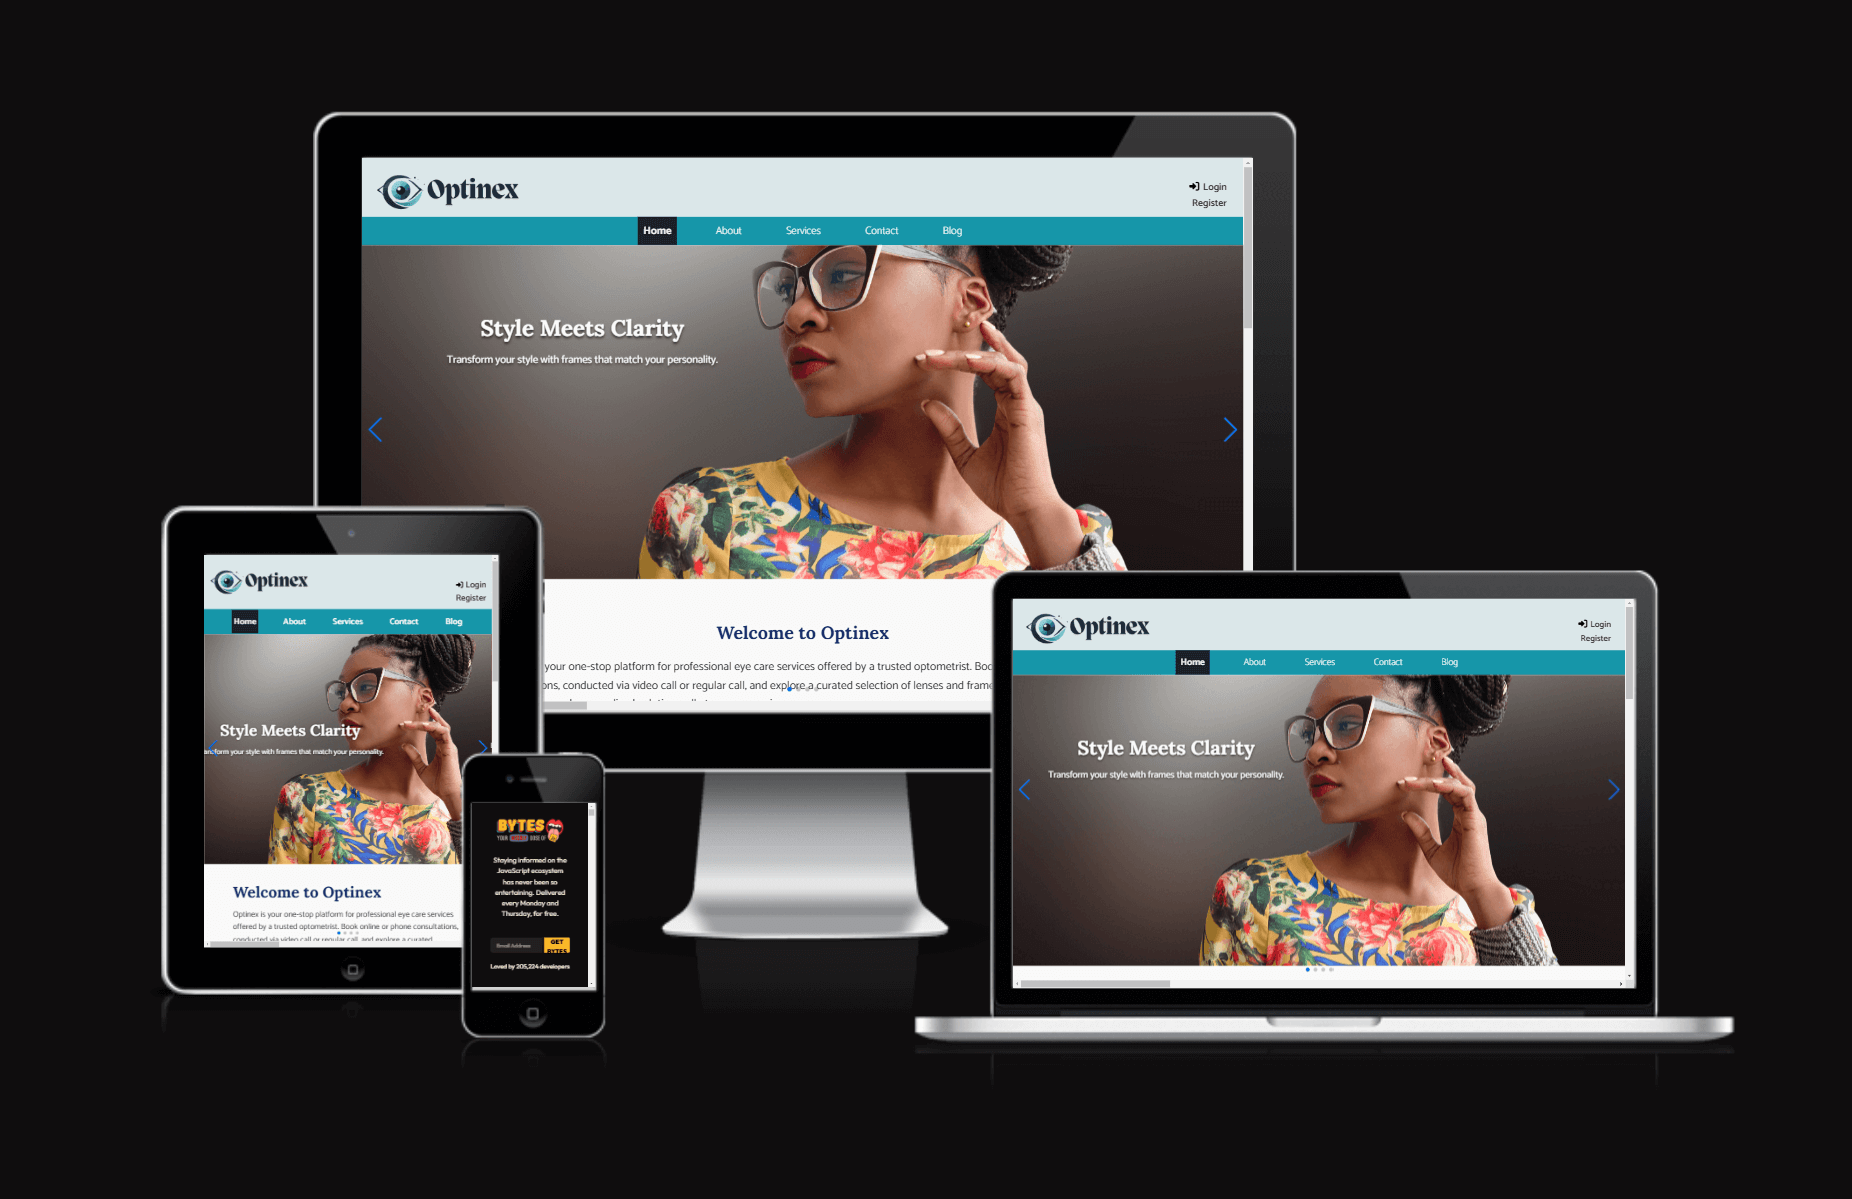 Optinex
Login
Register
Home About Services Contact Blog
Style Meets Clarity
Transform your style with frames that match your personality.
Welcome to Optinex
your one-stop platform for professional eye care services offered by a trusted optometrist. Boo
ons, conducted via video call or regular call, and explore a curated selection of lenses and frame
Optinex
Login
Register
Home About Services Contact Blog
Style Meets Clarity
ansform your style with frames that match your personality.
Welcome to Optinex
Optinex is your one-stop platform for professional eye care services
offered by a trusted optometrist. Book online or phone consultations,
conducted via video call or regular call, and explore a curated
BYTES
YOUR DOSE OF
Staying informed on the
JavaScript ecosystem
has never been so
entertaining. Delivered
every Monday and
Thursday, for free.
Email Address
GET
BYTES
Loved by 205,224 developers
Optinex
Login
Register
Home About Services Contact Blog
Style Meets Clarity
Transform your style with frames that match your personality.